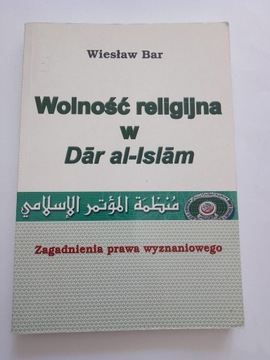 Wiesław Bar
Wolność religijna
w
Dār al-Islām
منظمة المؤتمر الإسلامي
Zagadnienia prawa wyznaniowego